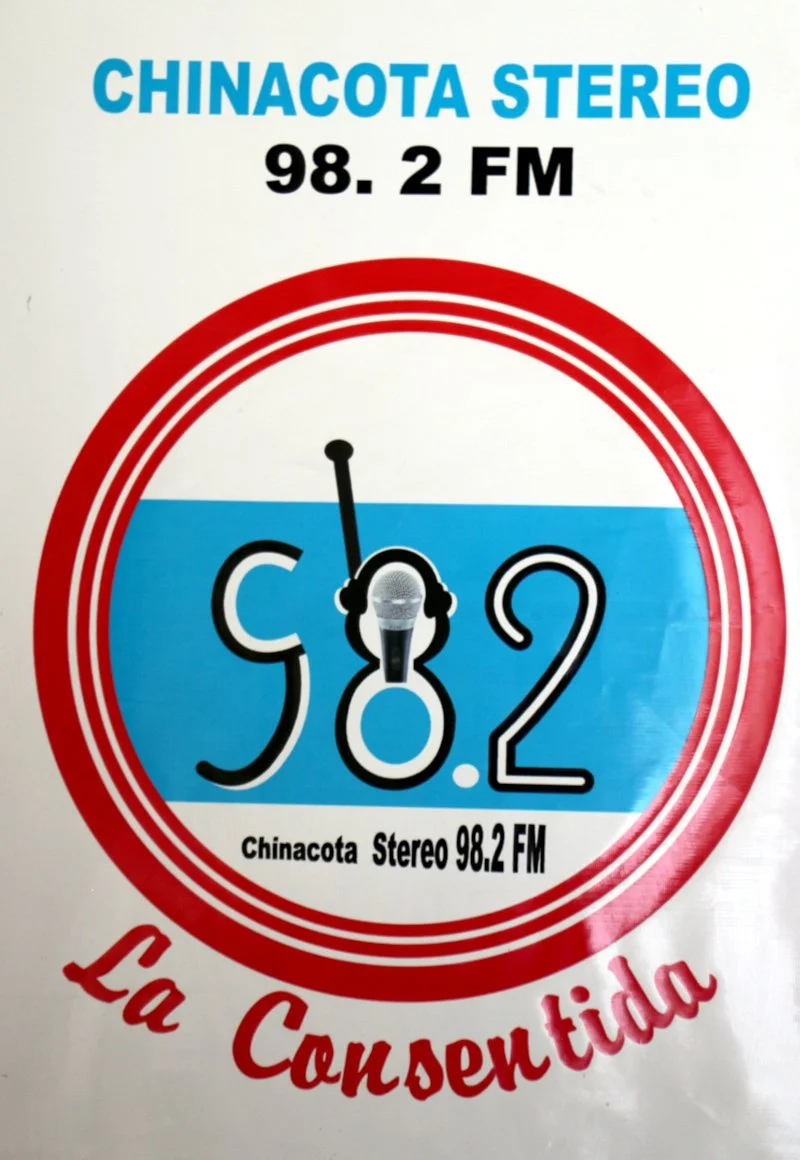 CHINACOTA STEREO
98. 2 FM
98.2
Chinacota Stereo 98.2 FM
La Consentida